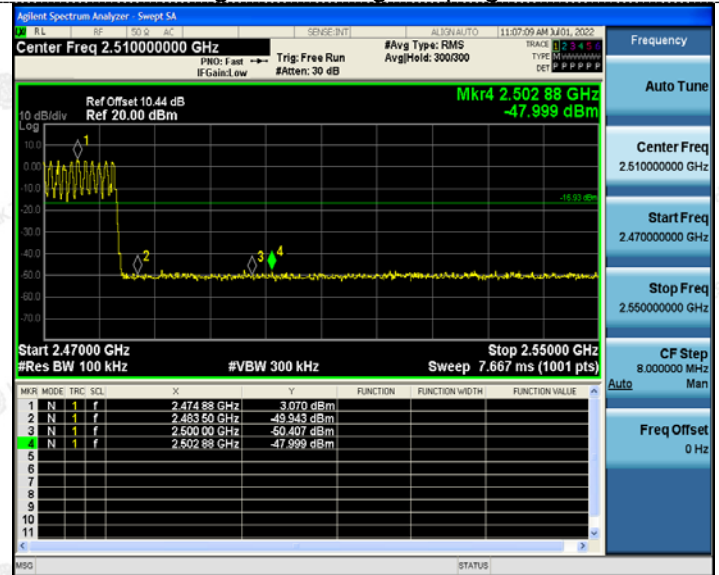 Agilent Spectrum Analyzer - Swept SA
RL RF 50 Ω AC SENSE:INT ALIGNAUTO 11:07:09 AM Jul 01, 2022
Center Freq 2.510000000 GHz
PNO: Fast
IFGain:Low
Trig: Free Run
#Atten: 30 dB
#Avg Type: RMS
Avg|Hold: 300/300
TRACE 1 2 3 4 5 6
TYPE M
DET P P P P P P
Mkr4 2.502 88 GHz
-47.999 dBm
Ref Offset 10.44 dB
10 dB/div Ref 20.00 dBm
Log
10.0
0.00
-10.0
-20.0
-30.0
-40.0
-50.0
-60.0
-70.0
1
2
3
4
-16.93 dBm
Start 2.47000 GHz Stop 2.55000 GHz
#Res BW 100 kHz #VBW 300 kHz Sweep 7.667 ms (1001 pts)
MKR MODE TRC SCL X Y FUNCTION FUNCTION WIDTH FUNCTION VALUE
1 N 1 f 2.474 88 GHz 3.070 dBm
2 N 1 f 2.483 50 GHz -49.943 dBm
3 N 1 f 2.500 00 GHz -50.407 dBm
4 N 1 f 2.502 88 GHz -47.999 dBm
5
6
7
8
9
10
11
MSG STATUS
Frequency
Auto Tune
Center Freq
2.510000000 GHz
Start Freq
2.470000000 GHz
Stop Freq
2.550000000 GHz
CF Step
8.000000 MHz
Auto Man
Freq Offset
0 Hz